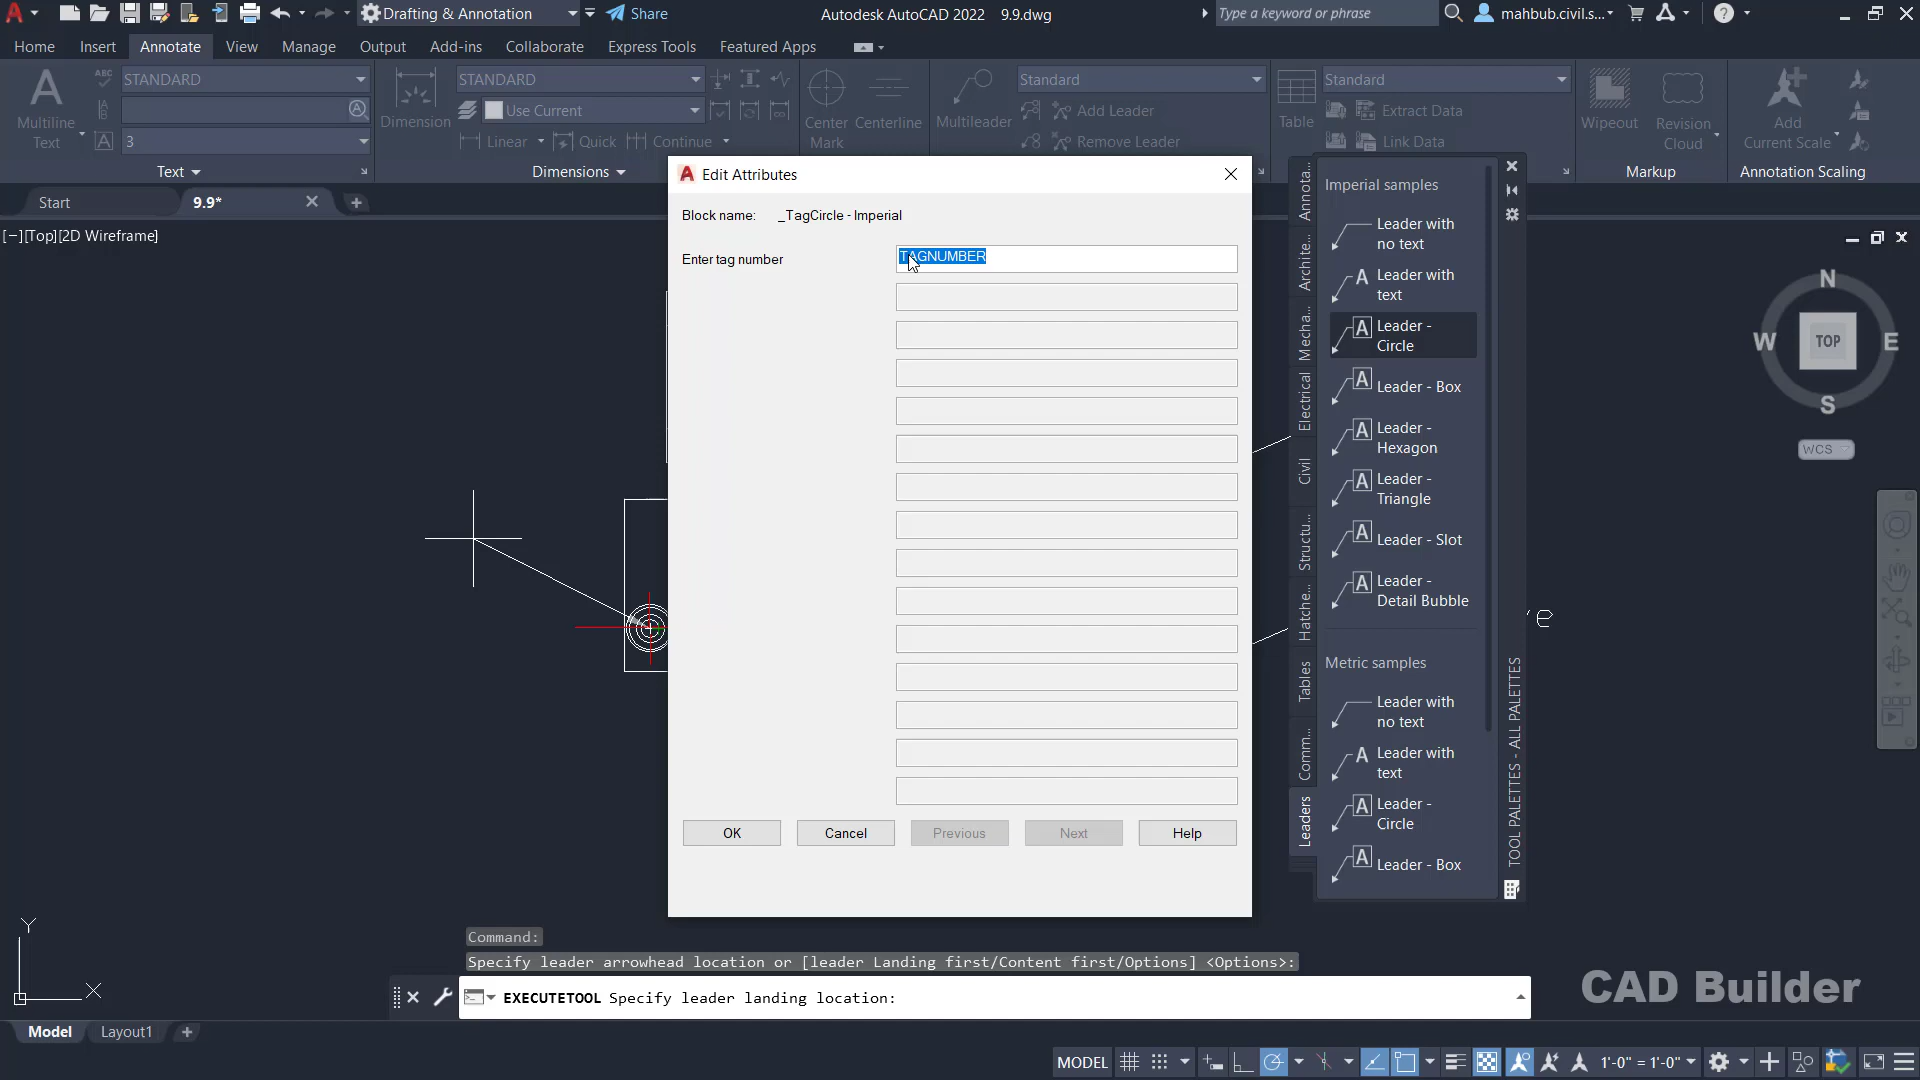 Drafting & Annotation
Share
Autodesk AutoCAD 2022 9.9.dwg
Type a keyword or phrase
mahbub.civil.s...
Home Insert Annotate View Manage Output Add-ins Collaborate Express Tools Featured Apps
STANDARD
STANDARD
Standard
Standard
Use Current
3
Multiline
Text
Dimension
Linear
Quick
Continue
Center
Mark
Centerline
Multileader
Add Leader
Remove Leader
Table
Extract Data
Link Data
Wipeout
Revision
Cloud
Add
Current Scale
Text
Dimensions
Markup
Annotation Scaling
Start
9.9*
[−][Top][2D Wireframe]
Edit Attributes
Block name: _TagCircle - Imperial
Enter tag number
TAGNUMBER
OK
Cancel
Previous
Next
Help
Annota...
Archite...
Mecha...
Electrical
Civil
Structu...
Hatche...
Tables
Comm...
Leaders
Imperial samples
Leader with
no text
Leader with
text
Leader -
Circle
Leader - Box
Leader -
Hexagon
Leader -
Triangle
Leader - Slot
Leader -
Detail Bubble
Metric samples
Leader with
no text
Leader with
text
Leader -
Circle
Leader - Box
TOOL PALETTES - ALL PALETTES
N
W
TOP
E
S
WCS
e
Y
X
Command:
Specify leader arrowhead location or [leader Landing first/Content first/Options] <Options>:
EXECUTETOOL Specify leader landing location:
CAD Builder
Model
Layout1
MODEL
1'-0" = 1'-0"